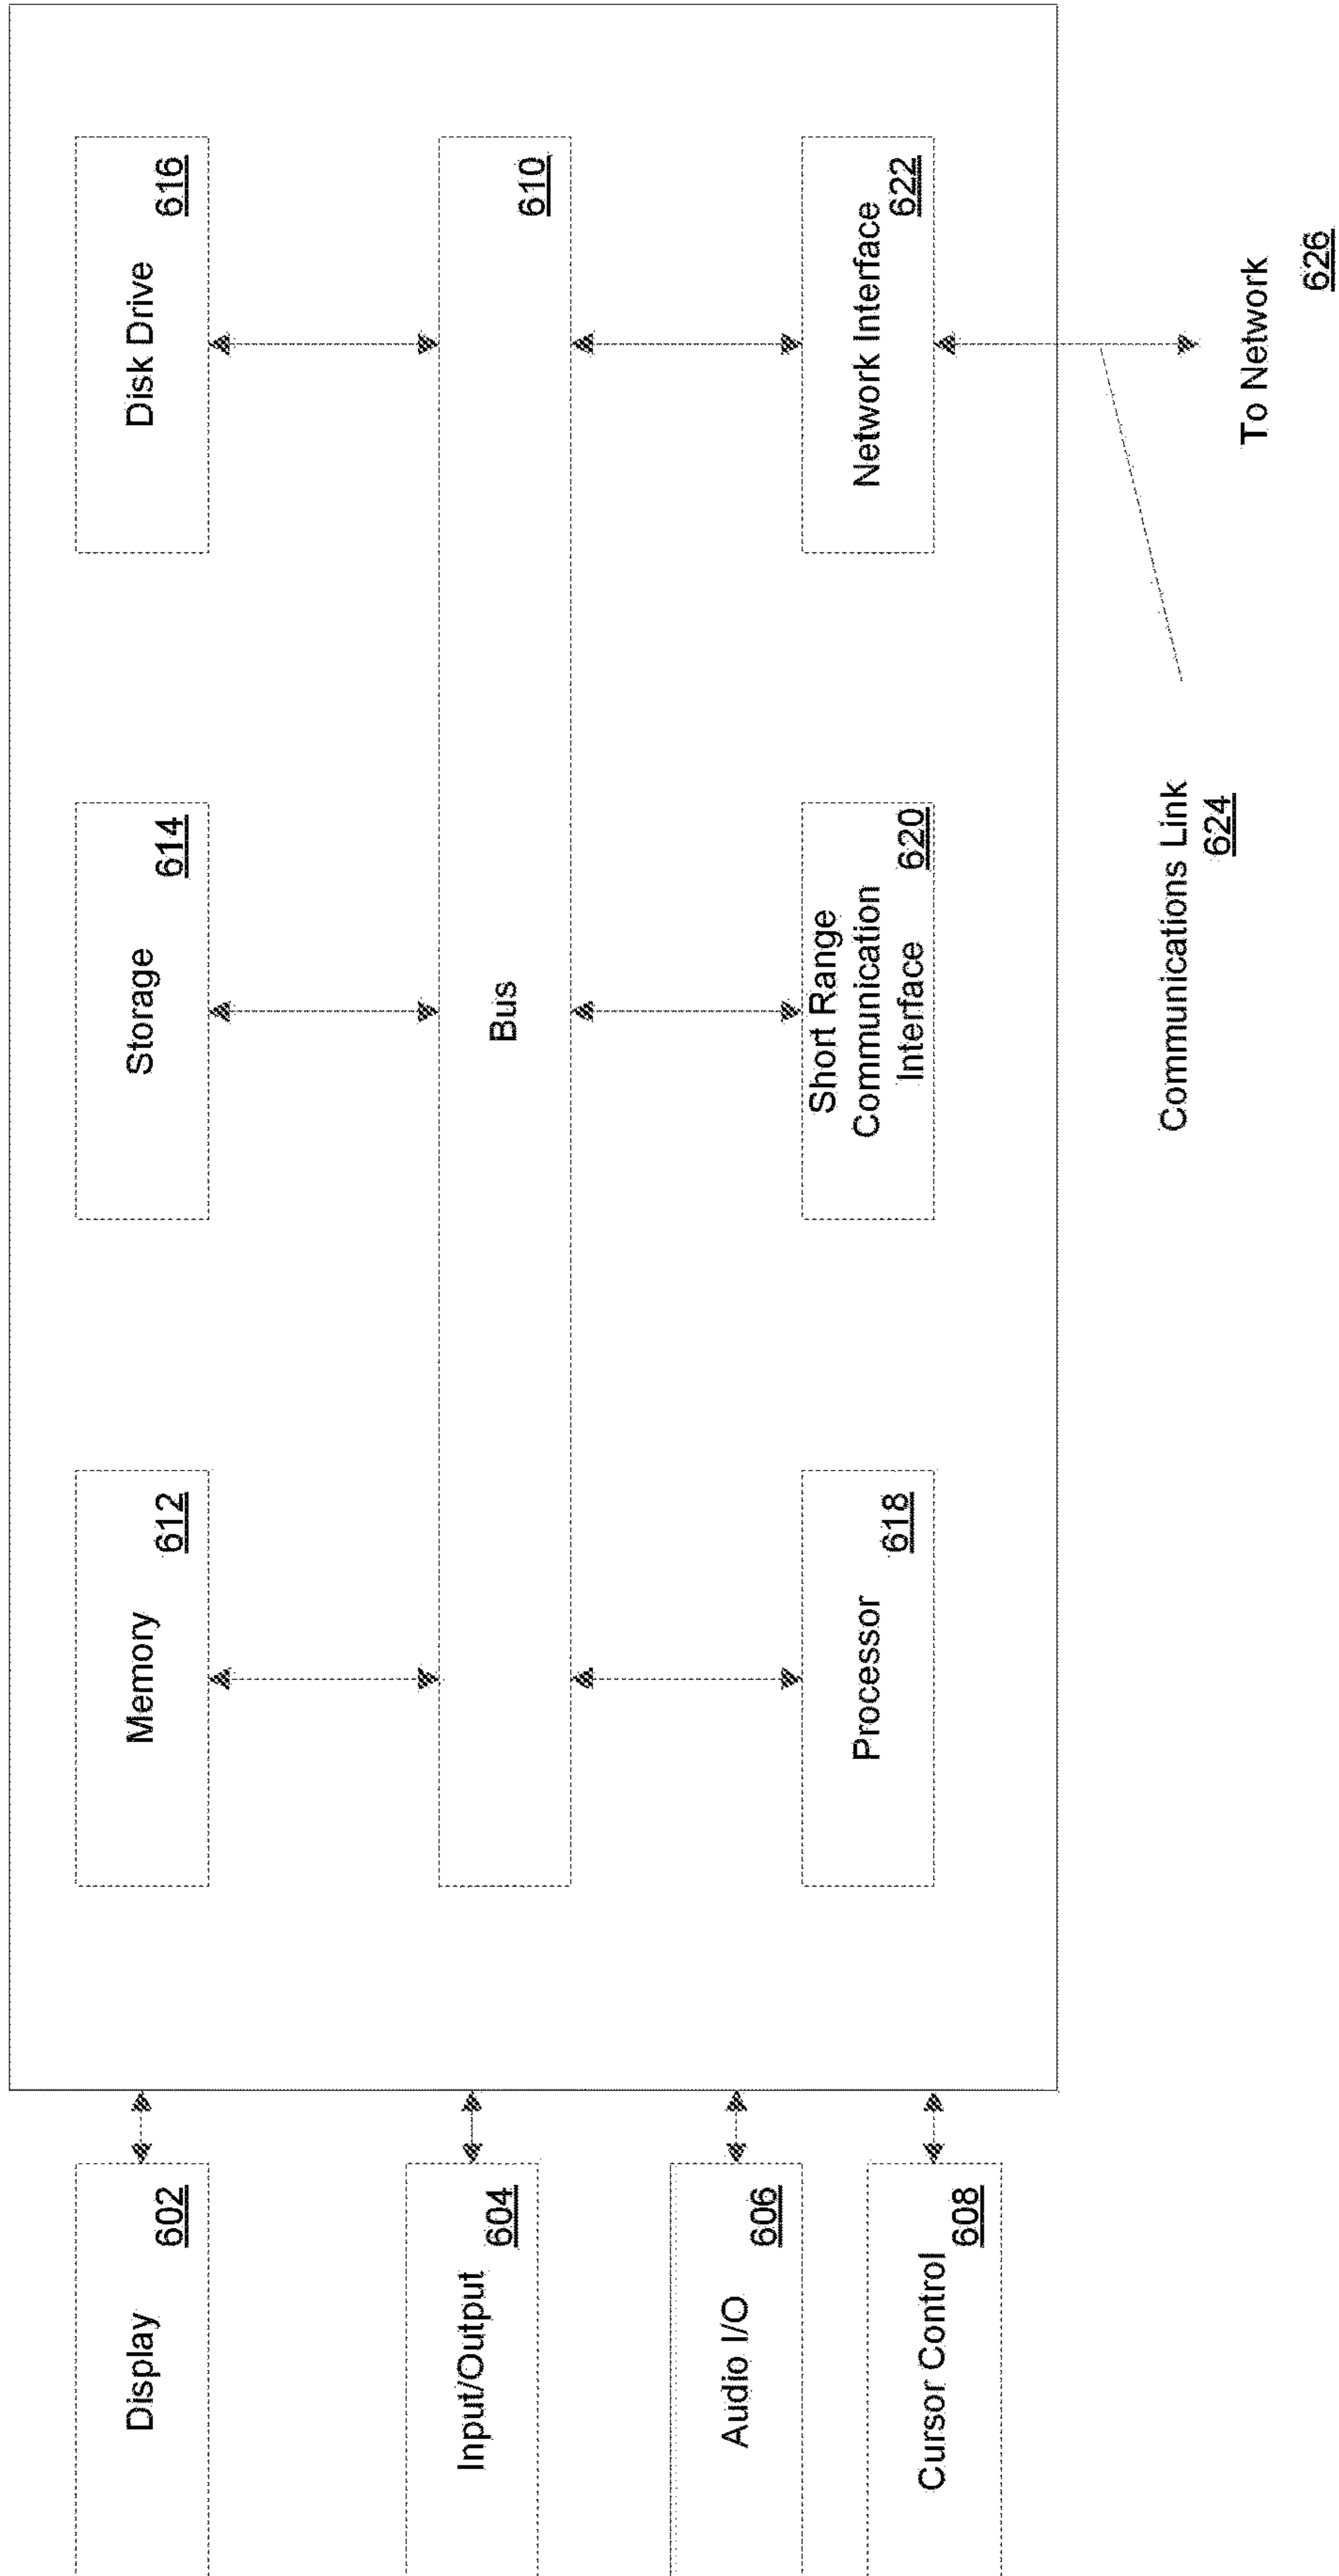 Display
602
Input/Output
604
Audio I/O
606
Cursor Control
608
Memory
612
Storage
614
Disk Drive
616
Bus
610
Processor
618
Short Range
Communication
Interface
620
Network Interface
622
Communications Link
624
To Network
626